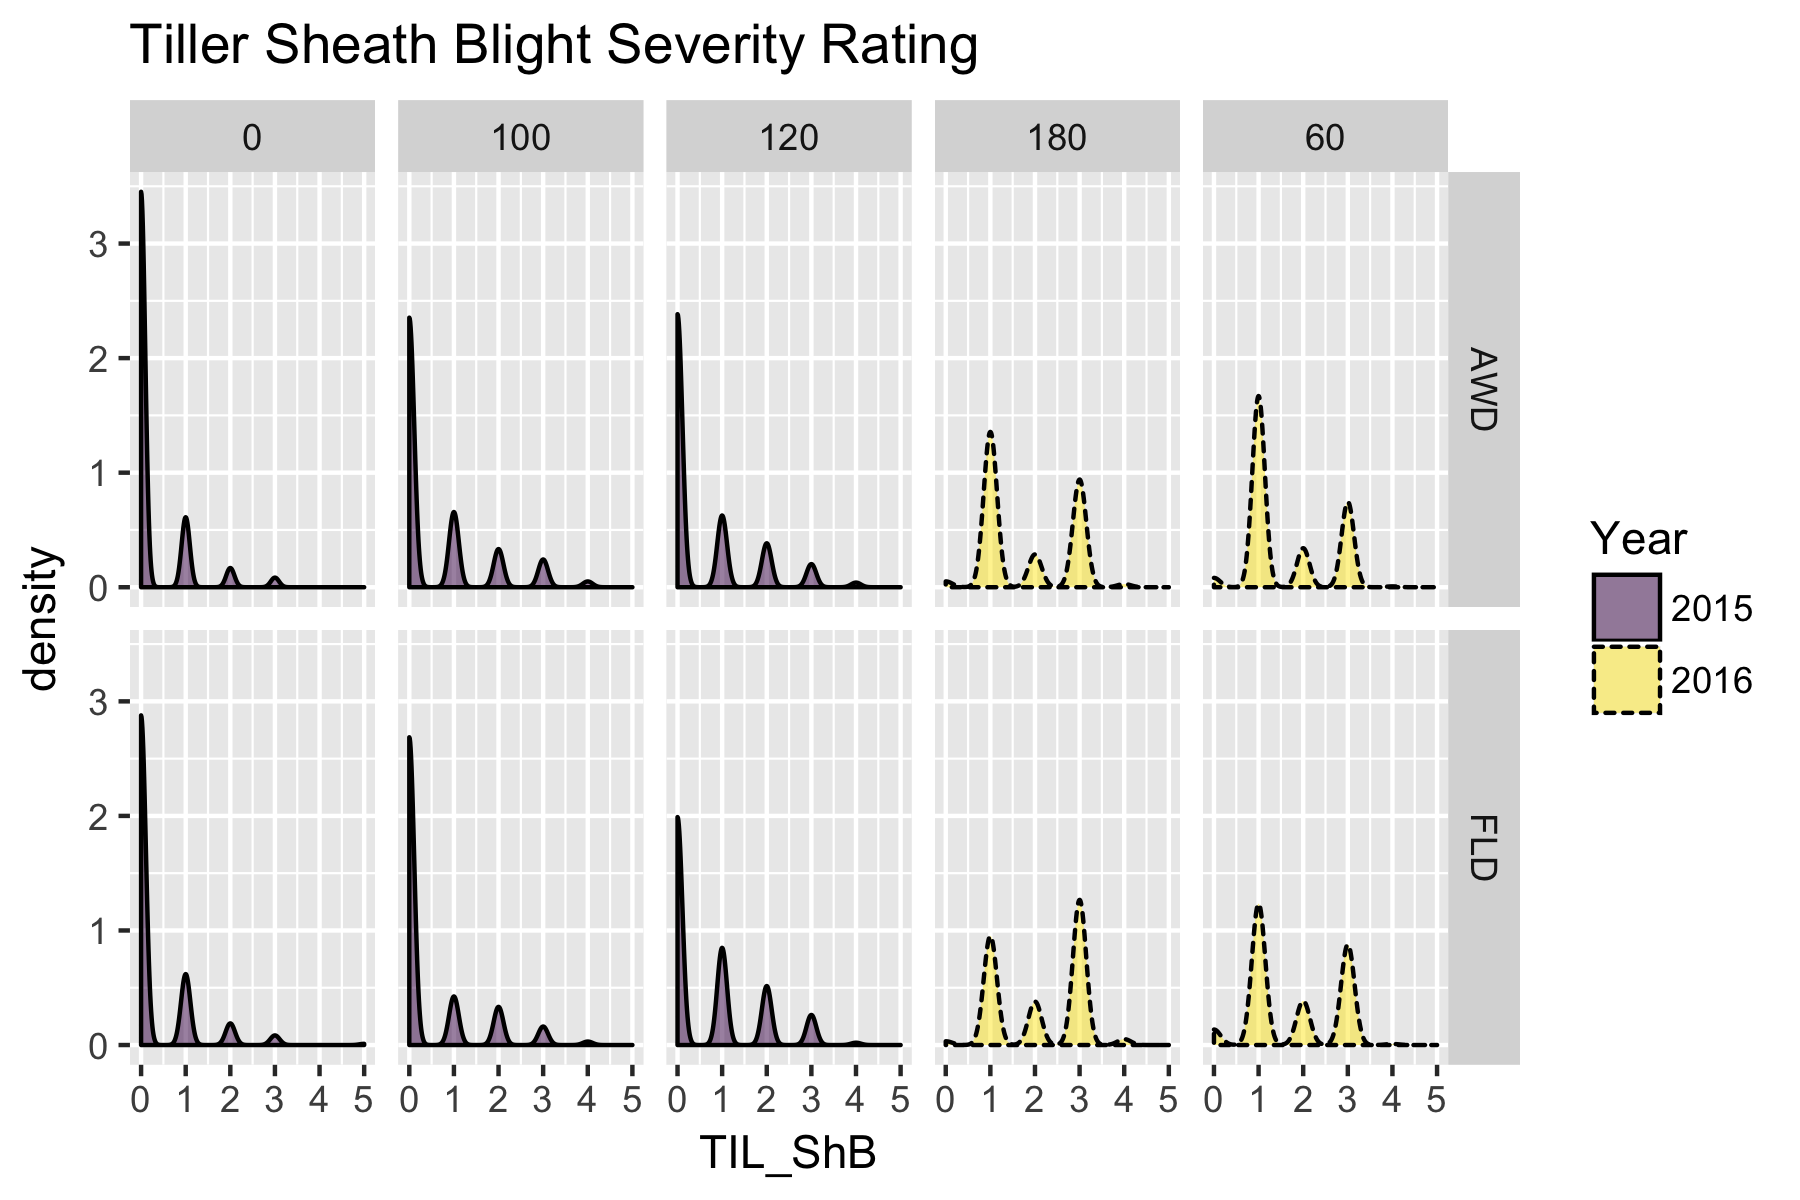 Tiller Sheath Blight Severity Rating
0 100 120 180 60
3
2
1
0
AWD
3
2
1
0
FLD
density
0 1 2 3 4 5 0 1 2 3 4 5 0 1 2 3 4 5 0 1 2 3 4 5 0 1 2 3 4 5
TIL_ShB
Year
2015
2016